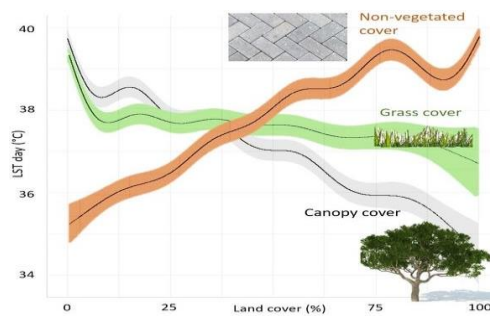 Non-vegetated
cover
Grass cover
Canopy cover
LST day (°C)
40
38
36
34
0
25
Land cover (%)
75
100